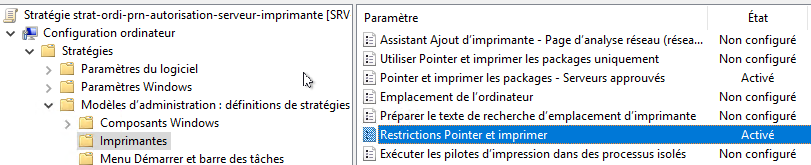 Stratégie strat-ordi-prn-autorisation-serveur-imprimante [SRV
Configuration ordinateur
Stratégies
Paramètres du logiciel
Paramètres Windows
Modèles d'administration : définitions de stratégies
Composants Windows
Imprimantes
Menu Démarrer et barre des tâches
Paramètre État
Assistant Ajout d'imprimante - Page d'analyse réseau (résea... Non configuré
Utiliser Pointer et imprimer les packages uniquement Non configuré
Pointer et imprimer les packages - Serveurs approuvés Activé
Emplacement de l'ordinateur Non configuré
Préparer le texte de recherche d'emplacement d'imprimante Non configuré
Restrictions Pointer et imprimer Activé
Exécuter les pilotes d'impression dans des processus isolés Non configuré